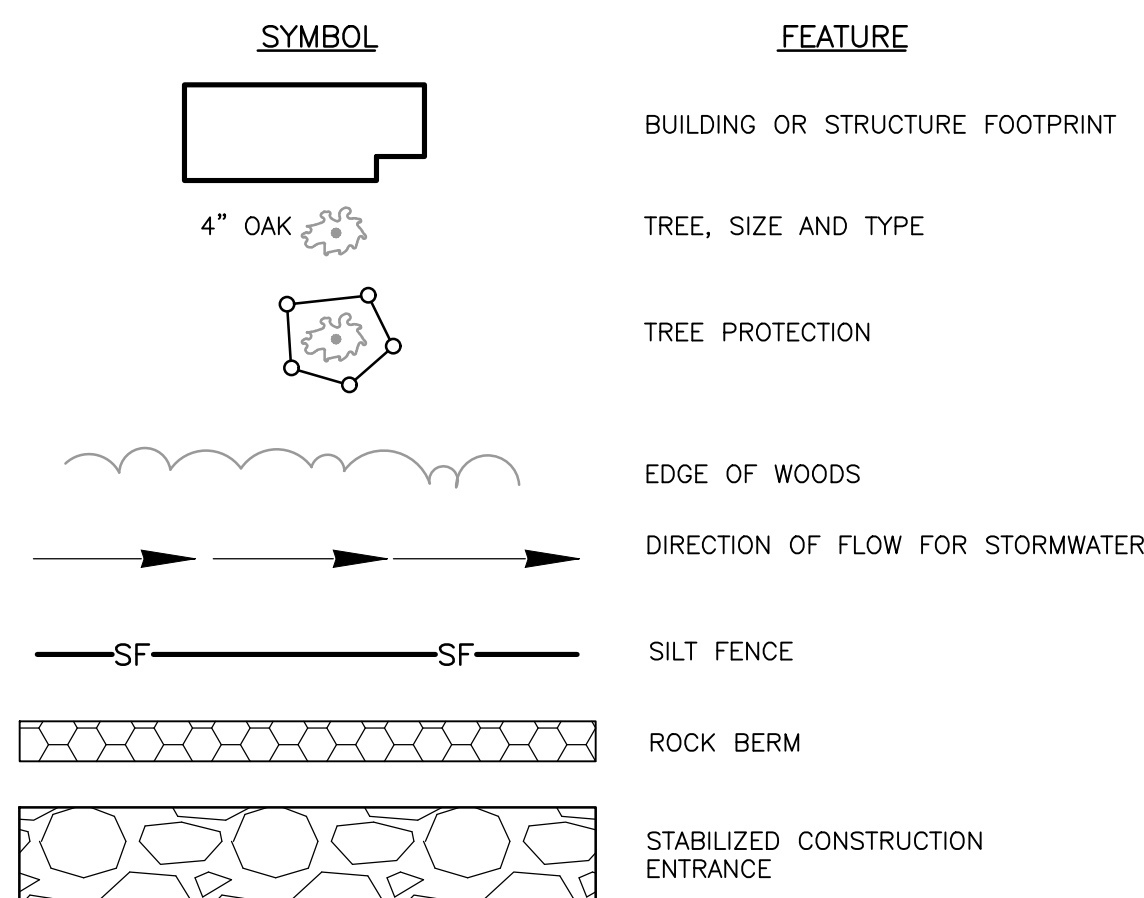 SYMBOL FEATURE
BUILDING OR STRUCTURE FOOTPRINT
4” OAK TREE, SIZE AND TYPE
TREE PROTECTION
EDGE OF WOODS
DIRECTION OF FLOW FOR STORMWATER
SF SF SILT FENCE
ROCK BERM
STABILIZED CONSTRUCTION
ENTRANCE